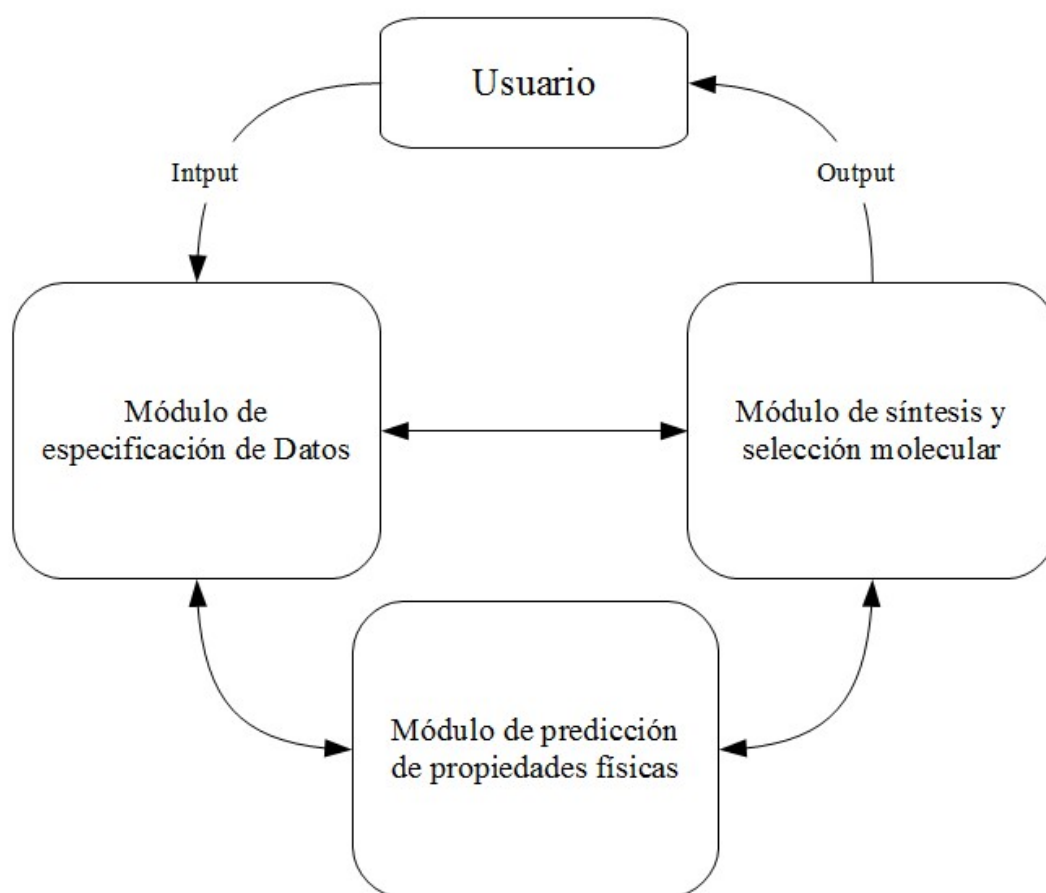 Usuario
Intput
Output
Módulo de
especificación de Datos
Módulo de síntesis y
selección molecular
Módulo de predicción
de propiedades físicas